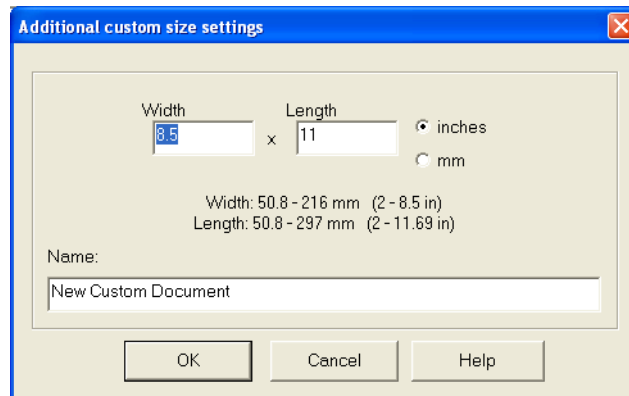 Additional custom size settings
Width Length
8.5 x 11
inches
mm
Width: 50.8 - 216 mm (2 - 8.5 in)
Length: 50.8 - 297 mm (2 - 11.69 in)
Name:
New Custom Document
OK Cancel Help